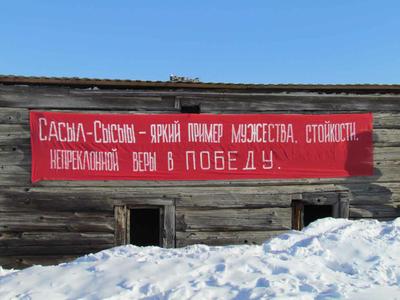 САСЫЛ-СЫСЫЫ – ЯРКИЙ ПРИМЕР МУЖЕСТВА, СТОЙКОСТИ,
НЕПРЕКЛОННОЙ ВЕРЫ В ПОБЕДУ.